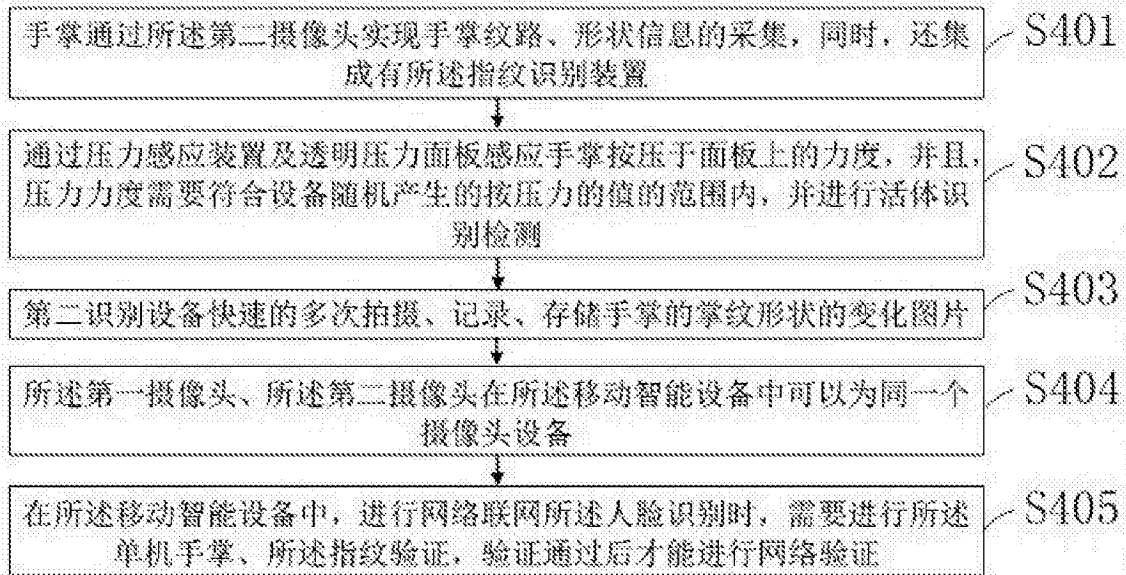 手掌通过所述第二摄像头实现手掌纹路、形状信息的采集，同时，还集
成有所述指纹识别装置
S401
通过压力感应装置及透明压力面板感应手掌按压于面板上的力度，并且，
压力力度需要符合设备随机产生的按压力的值的范围内，并进行活体识
别检测
S402
第二识别设备快速的多次拍摄、记录、存储手掌的掌纹形状的变化图片
S403
所述第一摄像头、所述第二摄像头在所述移动智能设备中可以为同一个
摄像头设备
S404
在所述移动智能设备中，进行网络联网所述人脸识别时，需要进行所述
单机手掌、所述指纹验证，验证通过后才能进行网络验证
S405